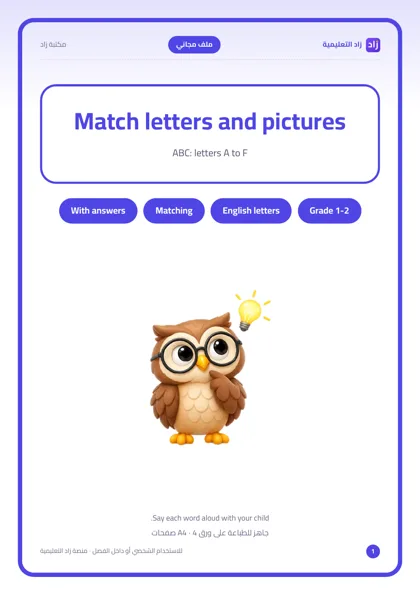 زاد زاد التعليمية
ملف مجاني
مكتبة زاد
Match letters and pictures
ABC: letters A to F
With answers
Matching
English letters
Grade 1-2
.Say each word aloud with your child
جاهز للطباعة على ورق A4 · 4 صفحات
للاستخدام الشخصي أو داخل الفصل · منصة زاد التعليمية
1